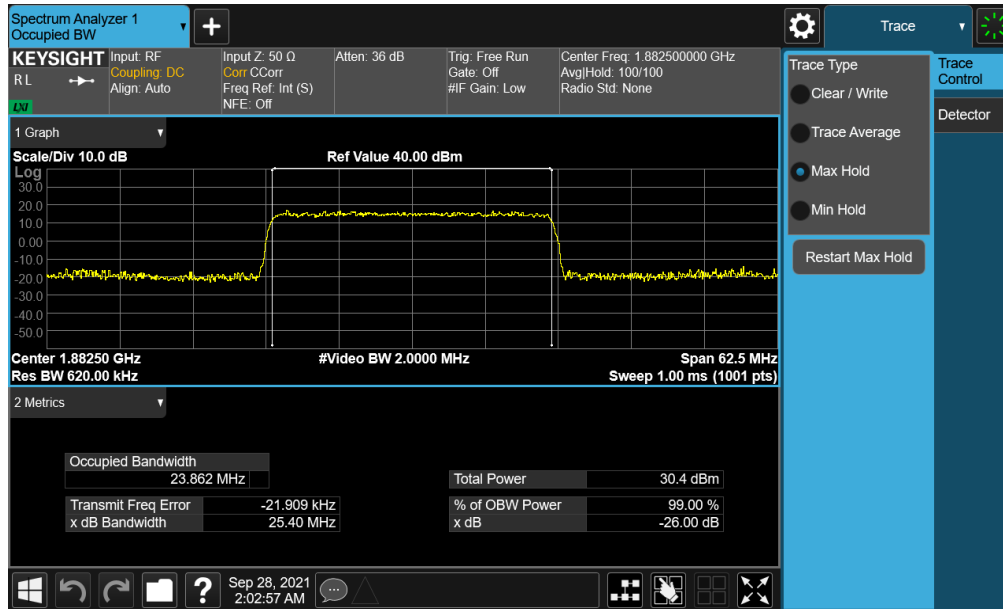 Spectrum Analyzer 1
Occupied BW
+
Trace
KEYSIGHT
R L
LXI
Input: RF
Coupling: DC
Align: Auto
Input Z: 50 Ω
Corr CCorr
Freq Ref: Int (S)
NFE: Off
Atten: 36 dB
Trig: Free Run
Gate: Off
#IF Gain: Low
Center Freq: 1.882500000 GHz
Avg|Hold: 100/100
Radio Std: None
Trace Type
Clear / Write
Trace Average
Max Hold
Min Hold
Restart Max Hold
Trace
Control
Detector
1 Graph
Scale/Div 10.0 dB
Ref Value 40.00 dBm
Log
30.0
20.0
10.0
0.00
-10.0
-20.0
-30.0
-40.0
-50.0
Center 1.88250 GHz
#Video BW 2.0000 MHz
Span 62.5 MHz
Res BW 620.00 kHz
Sweep 1.00 ms (1001 pts)
2 Metrics
Occupied Bandwidth
23.862 MHz
Total Power 30.4 dBm
Transmit Freq Error -21.909 kHz
% of OBW Power 99.00 %
x dB Bandwidth 25.40 MHz
x dB -26.00 dB
?
Sep 28, 2021
2:02:57 AM